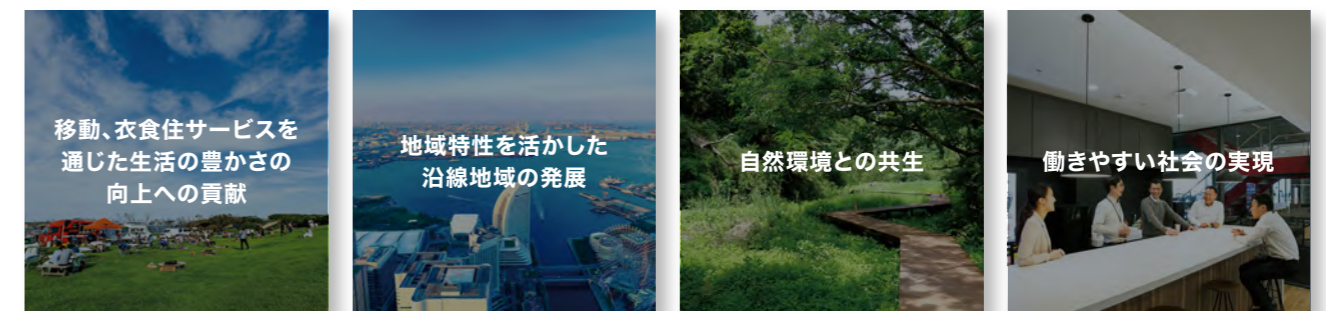 移動、衣食住サービスを
通じた生活の豊かさの
向上への貢献
地域特性を活かした
沿線地域の発展
自然環境との共生
働きやすい社会の実現